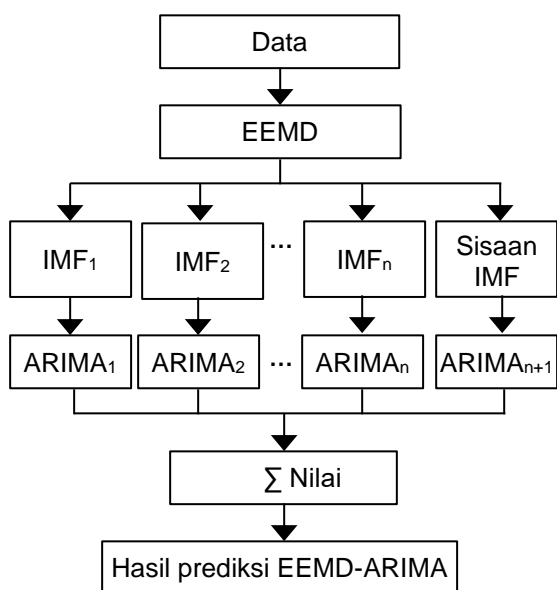 Data
EEMD
IMF₁
IMF₂
...
IMFₙ
Sisaan
IMF
ARIMA₁
ARIMA₂
...
ARIMAₙ
ARIMAₙ₊₁
∑ Nilai
Hasil prediksi EEMD-ARIMA